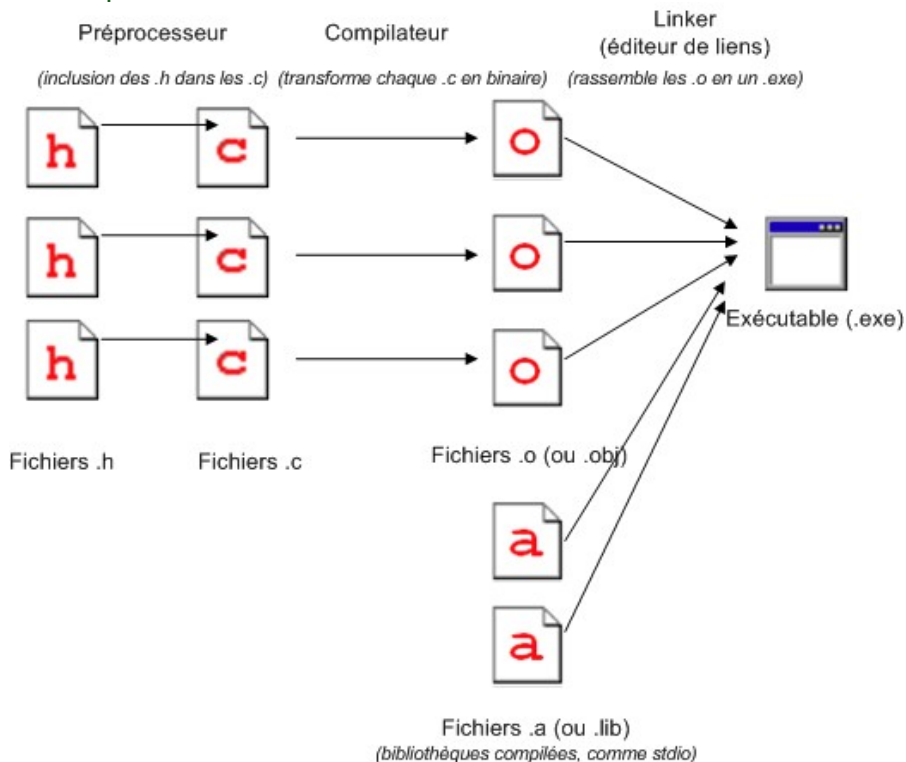 Préprocesseur
Compilateur
Linker
(éditeur de liens)
(inclusion des .h dans les .c)
(transforme chaque .c en binaire)
(rassemble les .o en un .exe)
h
c
o
h
c
o
h
c
o
Exécutable (.exe)
Fichiers .h
Fichiers .c
Fichiers .o (ou .obj)
a
a
Fichiers .a (ou .lib)
(bibliothèques compilées, comme stdio)